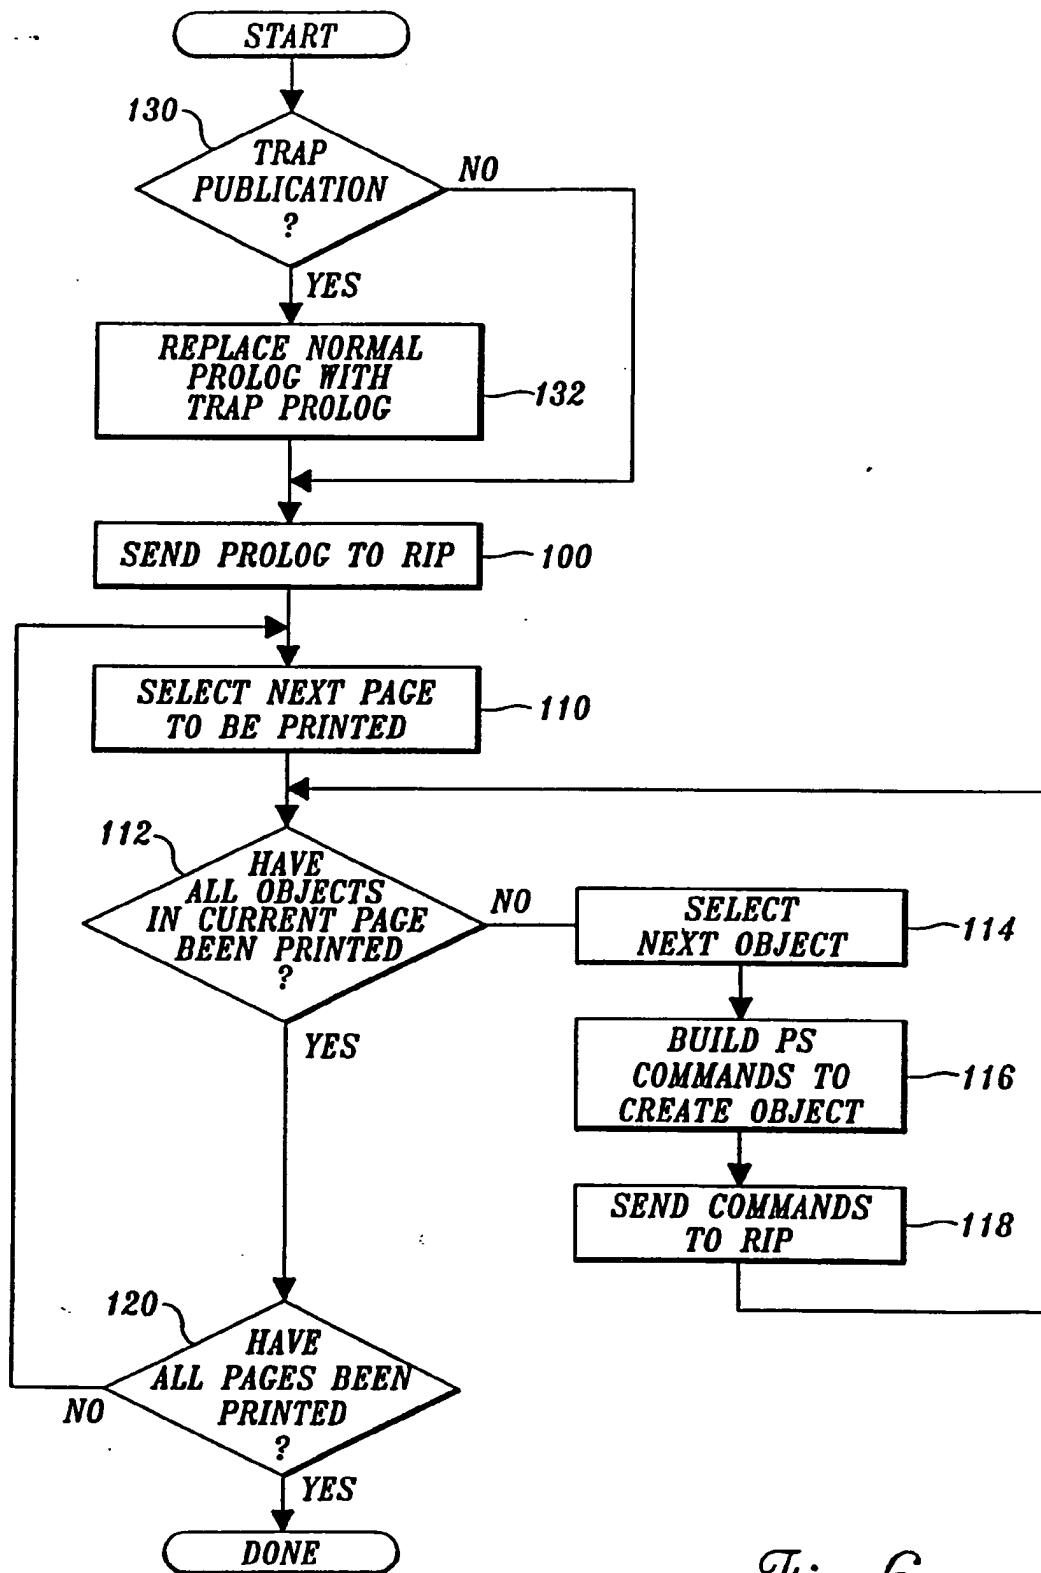 START
130
TRAP
PUBLICATION
?
NO
YES
REPLACE NORMAL
PROLOG WITH
TRAP PROLOG
132
SEND PROLOG TO RIP
100
SELECT NEXT PAGE
TO BE PRINTED
110
112
HAVE
ALL OBJECTS
IN CURRENT PAGE
BEEN PRINTED
?
NO
YES
SELECT
NEXT OBJECT
114
BUILD PS
COMMANDS TO
CREATE OBJECT
116
SEND COMMANDS
TO RIP
118
120
HAVE
ALL PAGES BEEN
PRINTED
?
NO
YES
DONE